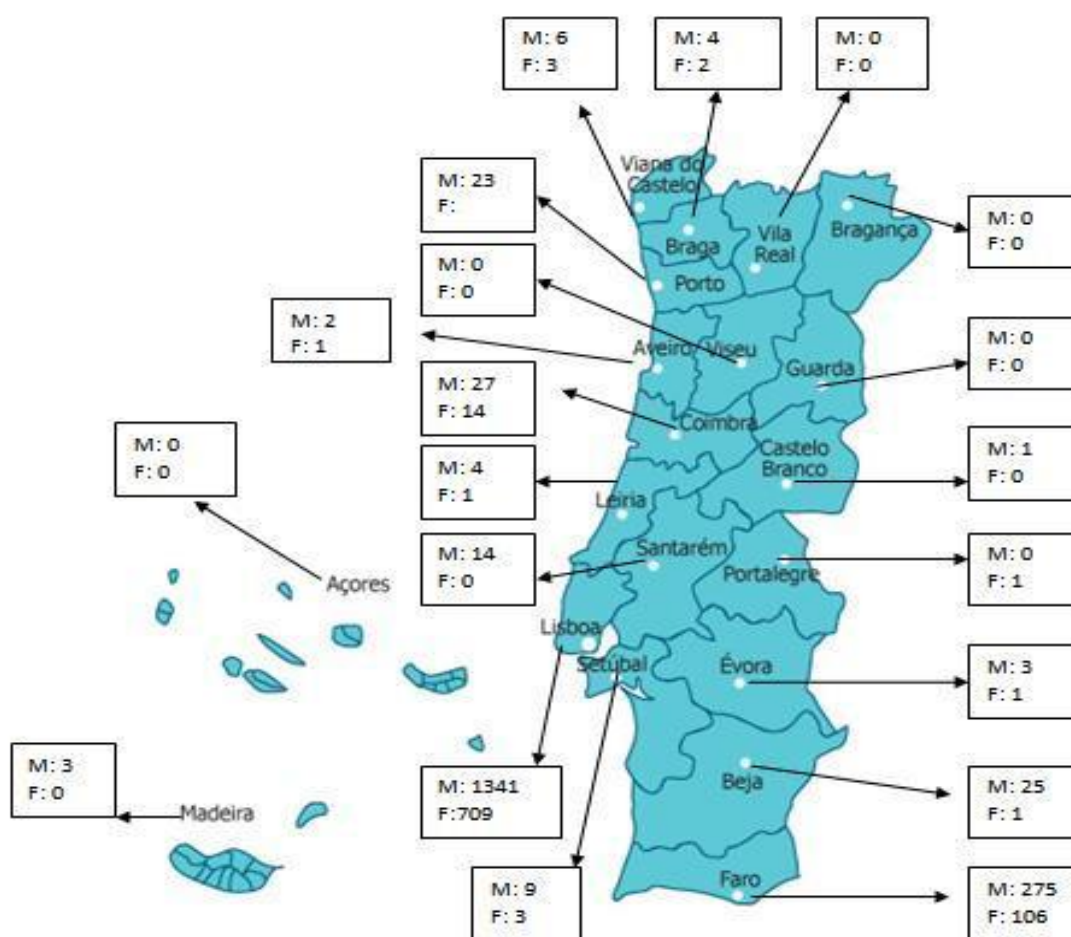 M: 6
F: 3
M: 4
F: 2
M: 0
F: 0
Viana do
Castelo
M: 23
F:
Braga
Vila
Real
Bragança
M: 0
F: 0
M: 0
F: 0
Porto
M: 2
F: 1
Aveiro
Viseu
Guarda
M: 0
F: 0
M: 27
F: 14
Coimbra
M: 0
F: 0
M: 4
F: 1
Castelo
Branco
M: 1
F: 0
Leiria
M: 14
F: 0
Santarém
Portalegre
M: 0
F: 1
Açores
Lisboa
Setúbal
Évora
M: 3
F: 1
M: 3
F: 0
Madeira
M: 1341
F:709
Beja
M: 25
F: 1
M: 9
F: 3
Faro
M: 275
F: 106